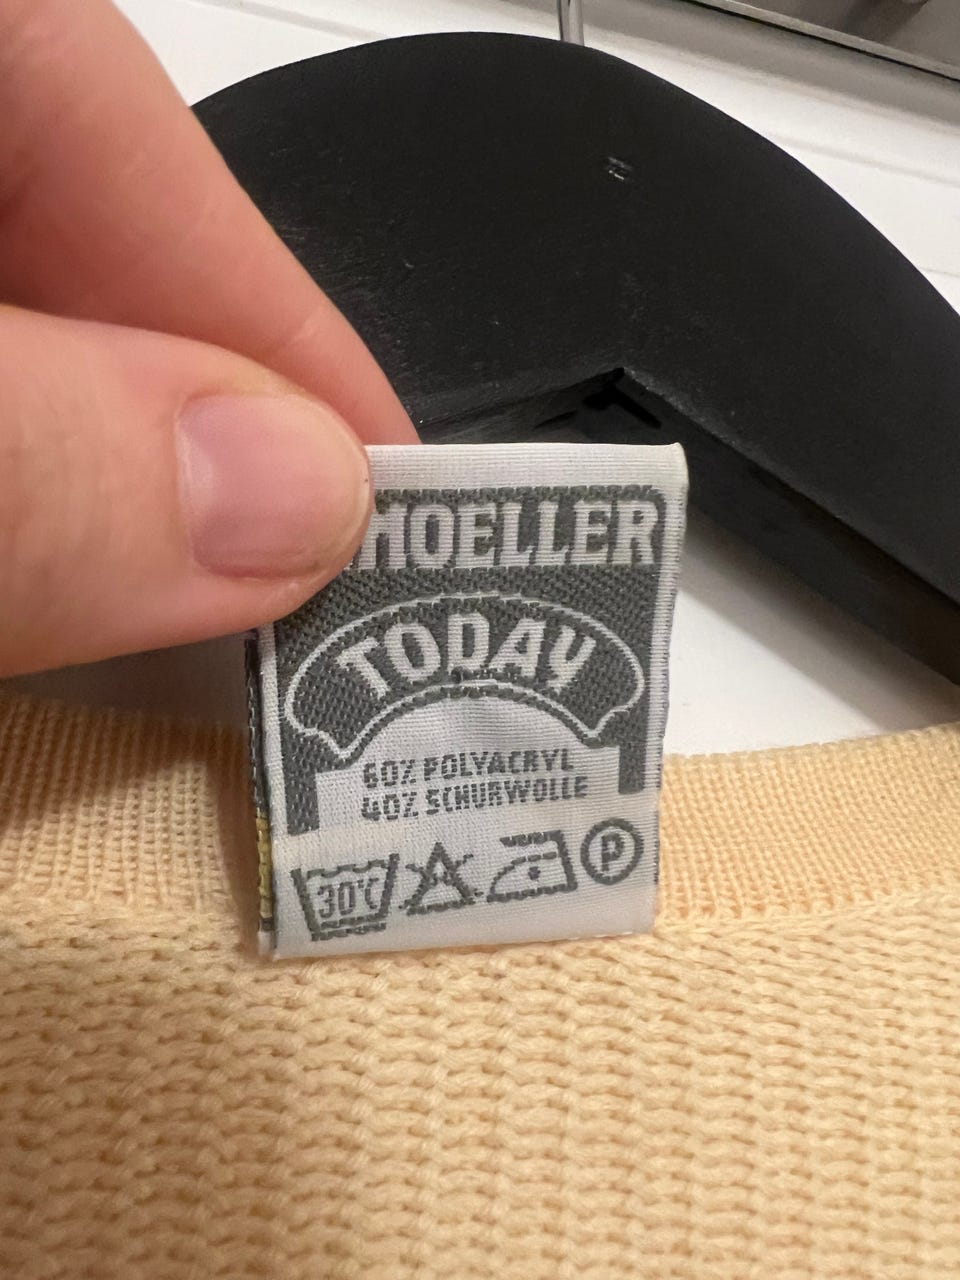 MOELLER
TODAY
60% POLYACRYL
40% SCHURWOLLE
30°C
P